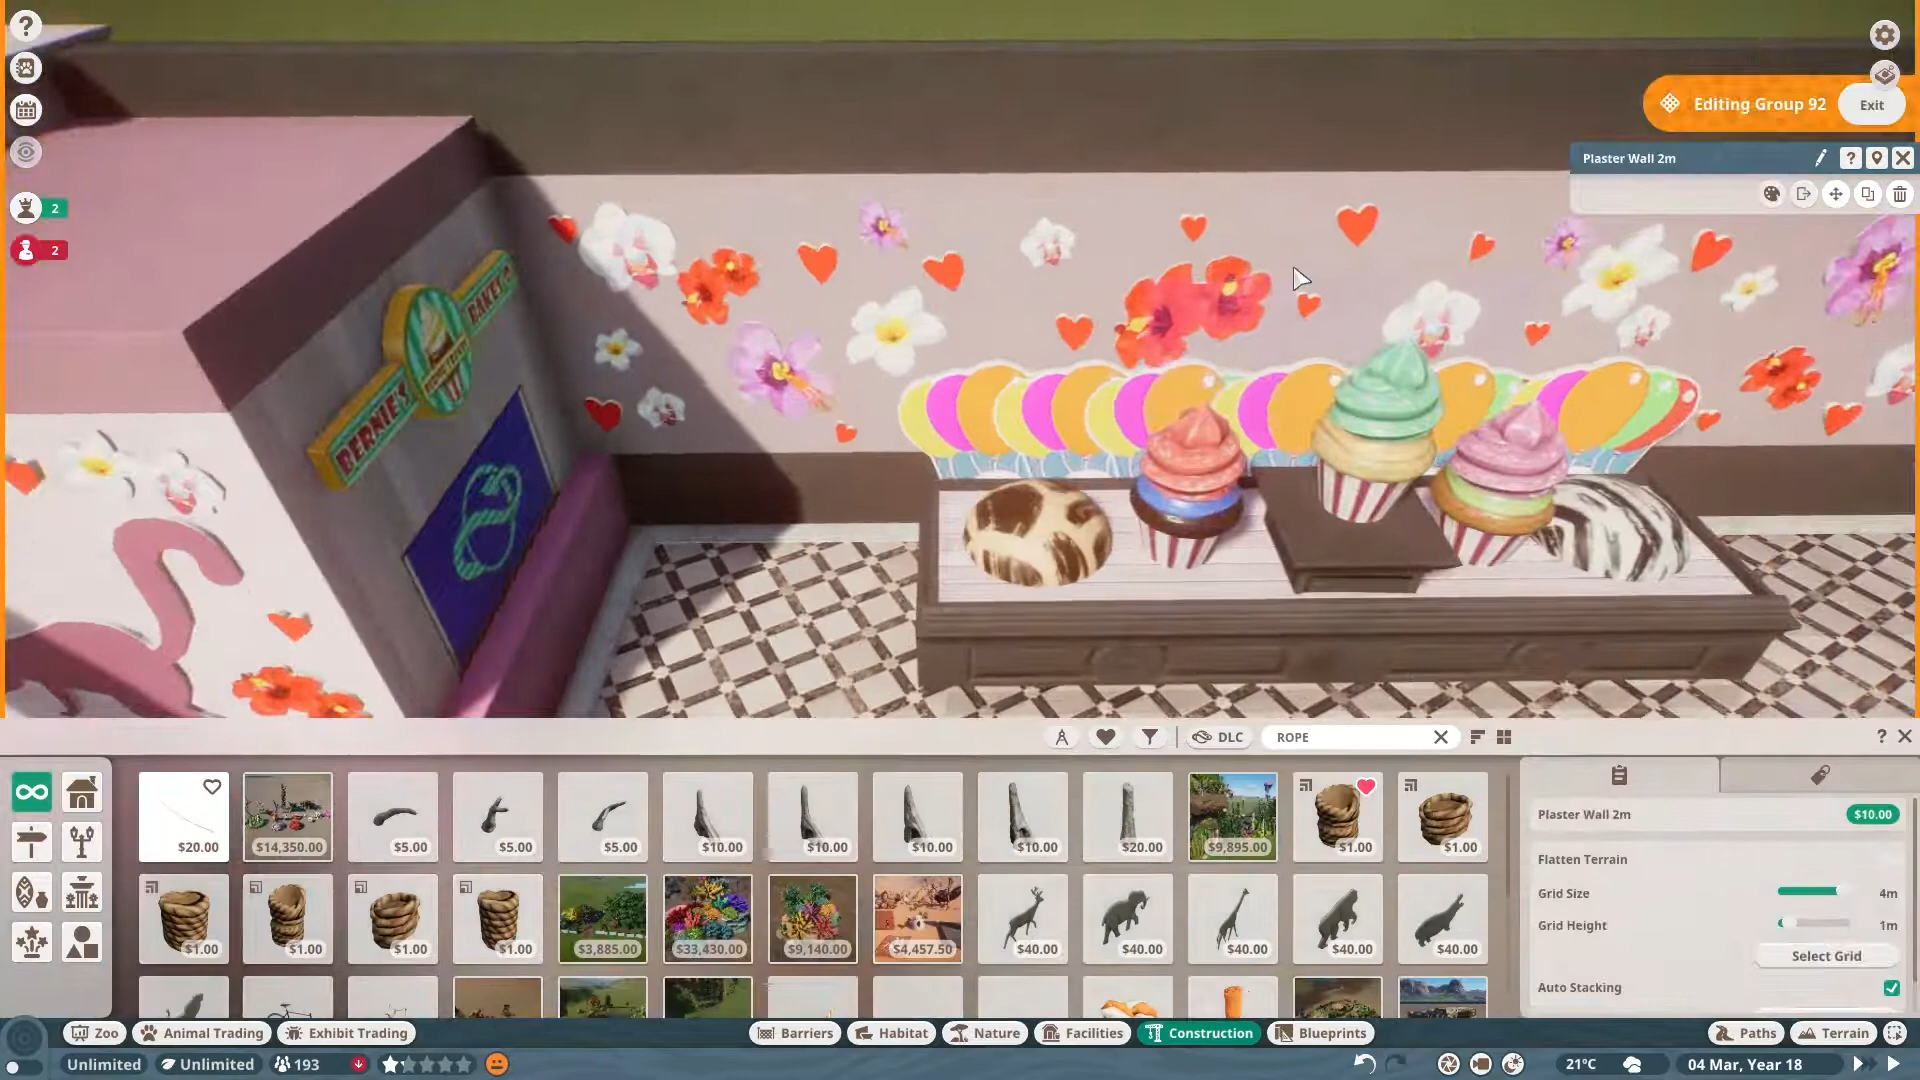 Editing Group 92
Exit
Plaster Wall 2m
2
2
BERNIE'S
BAKEY'S
DLC
ROPE
$20.00
$14,350.00
$5.00
$5.00
$5.00
$10.00
$10.00
$10.00
$10.00
$20.00
$9,895.00
$1.00
$1.00
$1.00
$1.00
$1.00
$1.00
$3,885.00
$33,430.00
$9,140.00
$4,457.50
$40.00
$40.00
$40.00
$40.00
$40.00
Plaster Wall 2m
$10.00
Flatten Terrain
Grid Size
4m
Grid Height
1m
Select Grid
Auto Stacking
Zoo
Animal Trading
Exhibit Trading
Barriers
Habitat
Nature
Facilities
Construction
Blueprints
Paths
Terrain
Unlimited
Unlimited
193
21°C
04 Mar, Year 18